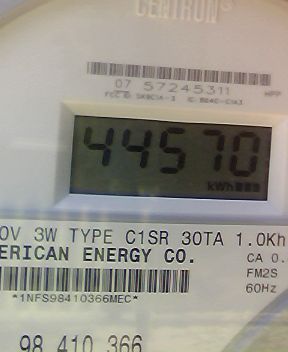 CENTRON®
07 57245311
HPP
44570
kWh
0V 3W TYPE C1SR 30TA 1.0Kh
ERICAN ENERGY CO.
CA 0.
FM2S
60Hz
*1NFS98410366MEC*
98 410 366